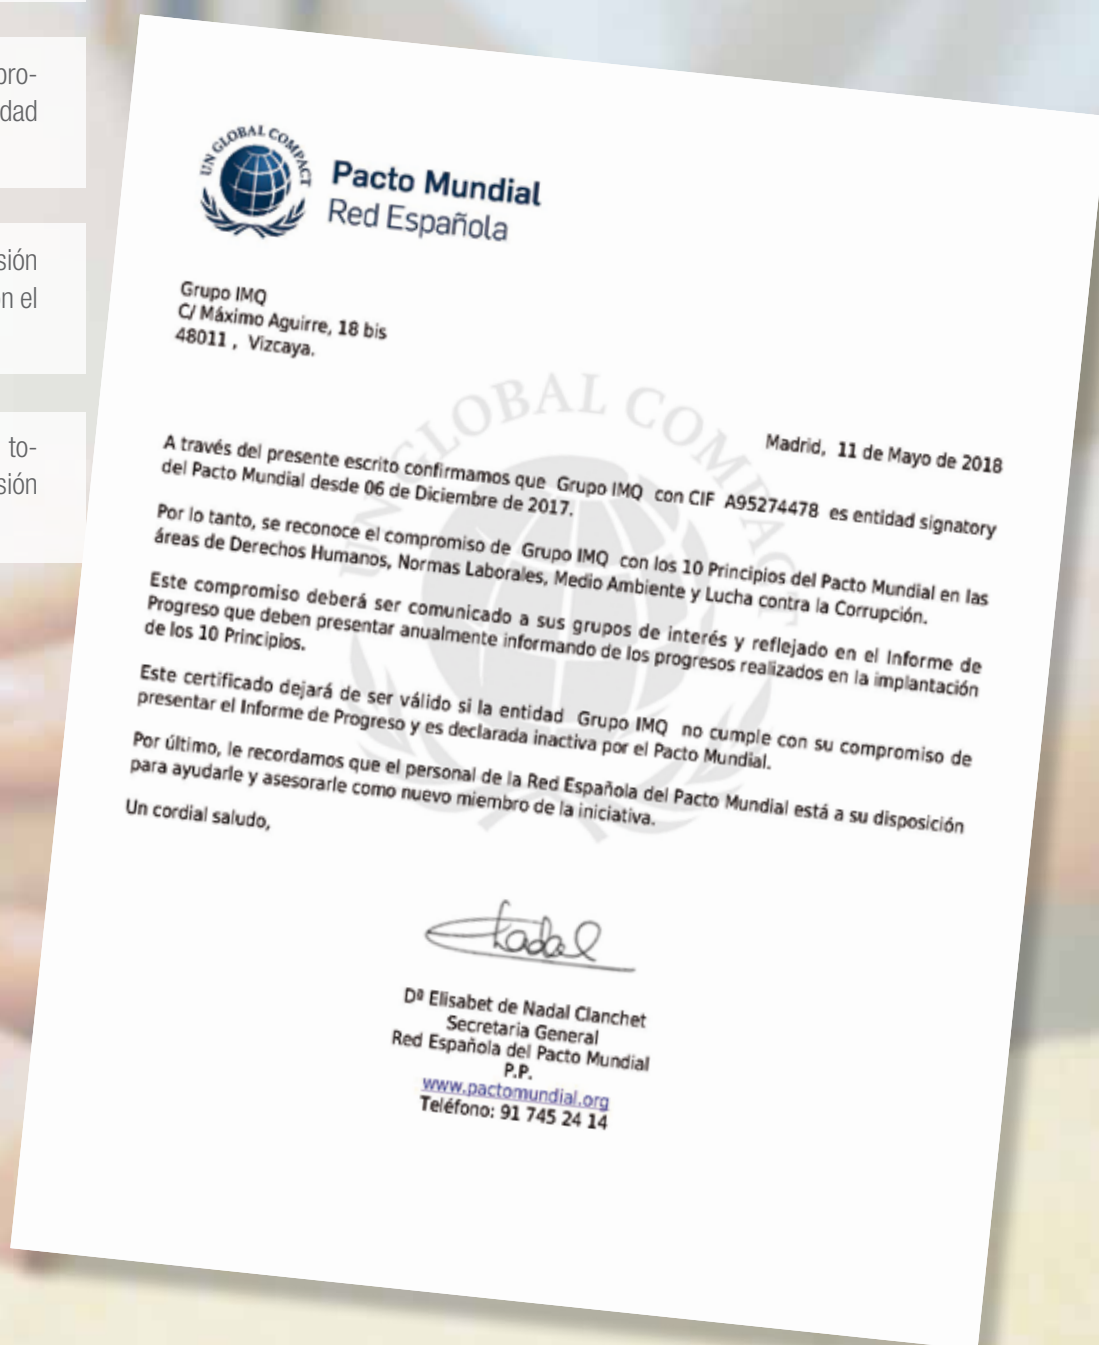 pro-
dad
sión
n el
to-
sión
UN GLOBAL COMPACT
Pacto Mundial
Red Española
Grupo IMQ
C/ Máximo Aguirre, 18 bis
48011 , Vizcaya.
UN GLOBAL COMPACT
Madrid, 11 de Mayo de 2018
A través del presente escrito confirmamos que Grupo IMQ con CIF A95274478 es entidad signatory
del Pacto Mundial desde 06 de Diciembre de 2017.
Por lo tanto, se reconoce el compromiso de Grupo IMQ con los 10 Principios del Pacto Mundial en las
áreas de Derechos Humanos, Normas Laborales, Medio Ambiente y Lucha contra la Corrupción.
Este compromiso deberá ser comunicado a sus grupos de interés y reflejado en el Informe de
Progreso que deben presentar anualmente informando de los progresos realizados en la implantación
de los 10 Principios.
Este certificado dejará de ser válido si la entidad Grupo IMQ no cumple con su compromiso de
presentar el Informe de Progreso y es declarada inactiva por el Pacto Mundial.
Por último, le recordamos que el personal de la Red Española del Pacto Mundial está a su disposición
para ayudarle y asesorarle como nuevo miembro de la iniciativa.
Un cordial saludo,
Dª Elisabet de Nadal Clanchet
Secretaria General
Red Española del Pacto Mundial
P.P.
www.pactomundial.org
Teléfono: 91 745 24 14